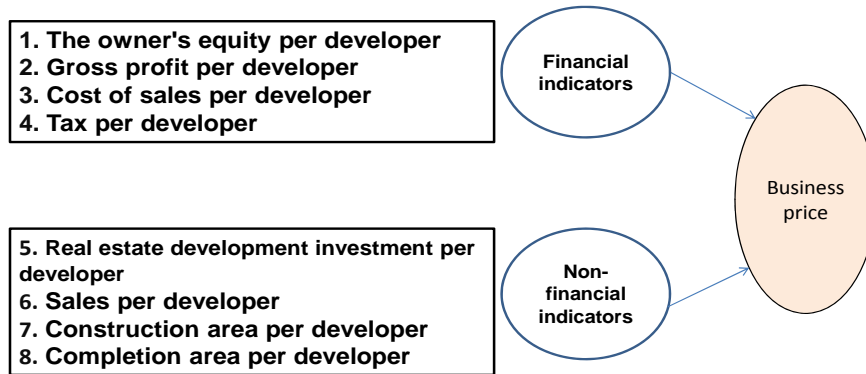 1. The owner's equity per developer
2. Gross profit per developer
3. Cost of sales per developer
4. Tax per developer
Financial
indicators
Business
price
5. Real estate development investment per
developer
6. Sales per developer
7. Construction area per developer
8. Completion area per developer
Non-
financial
indicators